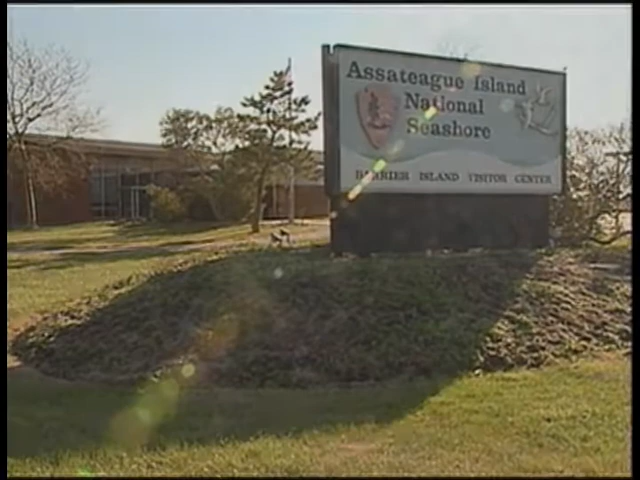 Assateague Island
National
Seashore
BARRIER ISLAND VISITOR CENTER